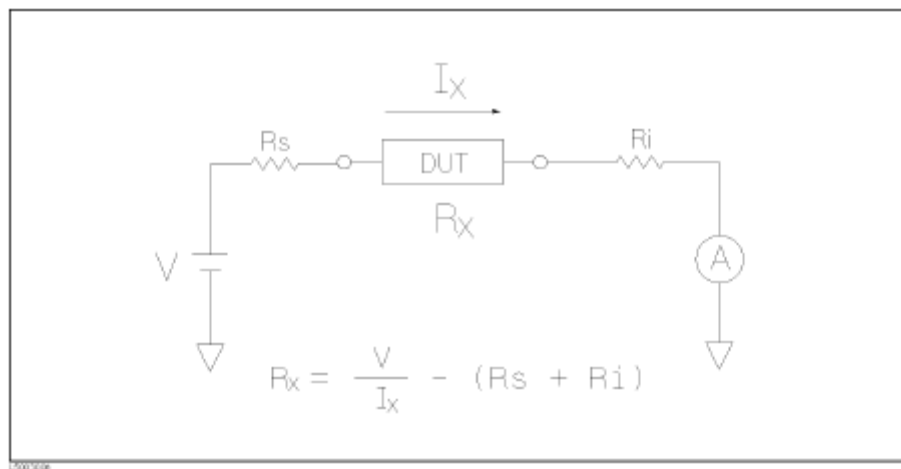 Ix
Rs
Ri
DUT
Rx
V
A
Rx = V / Ix - (Rs + Ri)